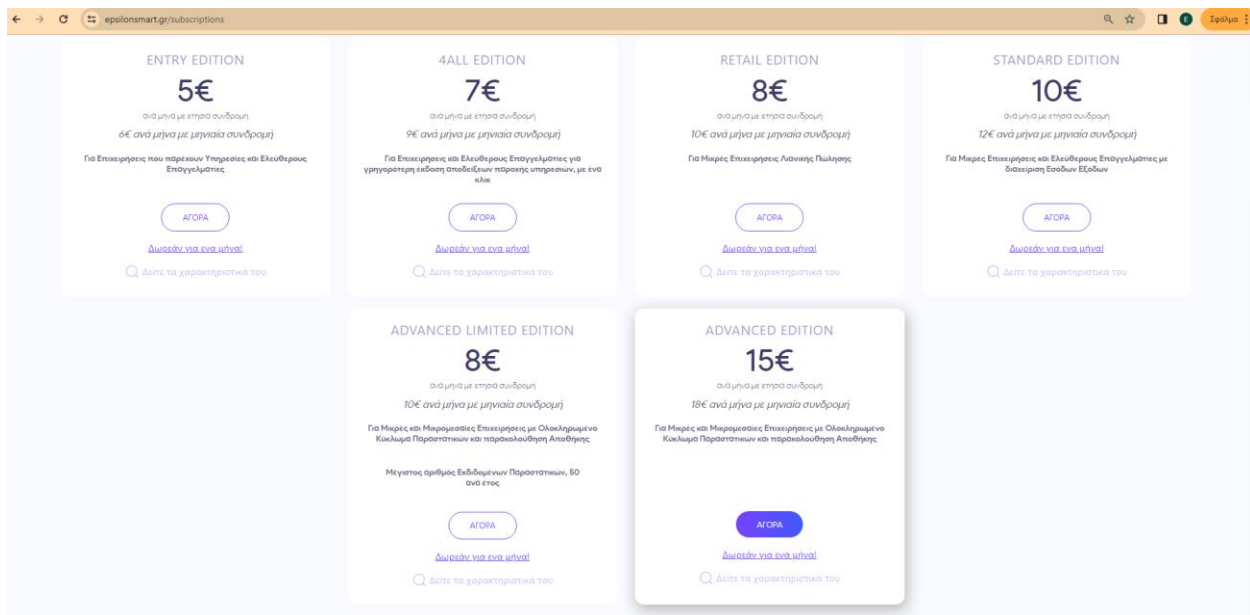 epsilonsmart.gr/subscriptions
E
Σφάλμα
ENTRY EDITION
5€
ανά μήνα με ετήσια συνδρομή
6€ ανά μήνα με μηνιαία συνδρομή
Για Επιχειρήσεις που παρέχουν Υπηρεσίες και Ελεύθερους
Επαγγελματίες
ΑΓΟΡΑ
Δωρεάν για ενα μήνα!
Δείτε τα χαρακτηριστικά του
4ALL EDITION
7€
ανά μήνα με ετήσια συνδρομή
9€ ανά μήνα με μηνιαία συνδρομή
Για Επιχειρήσεις και Ελεύθερους Επαγγελματίες για
γρηγορότερη έκδοση αποδείξεων παροχής υπηρεσιών, με ένα
κλικ
ΑΓΟΡΑ
Δωρεάν για ενα μήνα!
Δείτε τα χαρακτηριστικά του
RETAIL EDITION
8€
ανά μήνα με ετήσια συνδρομή
10€ ανά μήνα με μηνιαία συνδρομή
Για Μικρές Επιχειρήσεις Λιανικής Πώλησης
ΑΓΟΡΑ
Δωρεάν για ενα μήνα!
Δείτε τα χαρακτηριστικά του
STANDARD EDITION
10€
ανά μήνα με ετήσια συνδρομή
12€ ανά μήνα με μηνιαία συνδρομή
Για Μικρές Επιχειρήσεις και Ελεύθερους Επαγγελματίες με
διαχείριση Εσόδων Εξόδων
ΑΓΟΡΑ
Δωρεάν για ενα μήνα!
Δείτε τα χαρακτηριστικά του
ADVANCED LIMITED EDITION
8€
ανά μήνα με ετήσια συνδρομή
10€ ανά μήνα με μηνιαία συνδρομή
Για Μικρές και Μικρομεσαίες Επιχειρήσεις με Ολοκληρωμένο
Κύκλωμα Παραστατικών και παρακολούθηση Αποθήκης
Μέγιστος αριθμός Εκδιδομένων Παραστατικών, 50
ανά έτος
ΑΓΟΡΑ
Δωρεάν για ενα μήνα!
Δείτε τα χαρακτηριστικά του
ADVANCED EDITION
15€
ανά μήνα με ετήσια συνδρομή
18€ ανά μήνα με μηνιαία συνδρομή
Για Μικρές και Μικρομεσαίες Επιχειρήσεις με Ολοκληρωμένο
Κύκλωμα Παραστατικών και παρακολούθηση Αποθήκης
ΑΓΟΡΑ
Δωρεάν για ενα μήνα!
Δείτε τα χαρακτηριστικά του